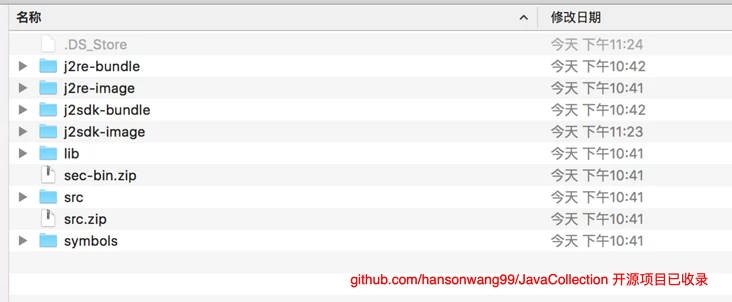 名称 修改日期
.DS_Store 今天 下午11:24
j2re-bundle 今天 下午10:42
j2re-image 今天 下午10:41
j2sdk-bundle 今天 下午10:42
j2sdk-image 今天 下午11:23
lib 今天 下午10:41
sec-bin.zip 今天 下午10:41
src 今天 下午10:41
src.zip 今天 下午10:41
symbols 今天 下午10:41
github.com/hansonwang99/JavaCollection 开源项目已收录